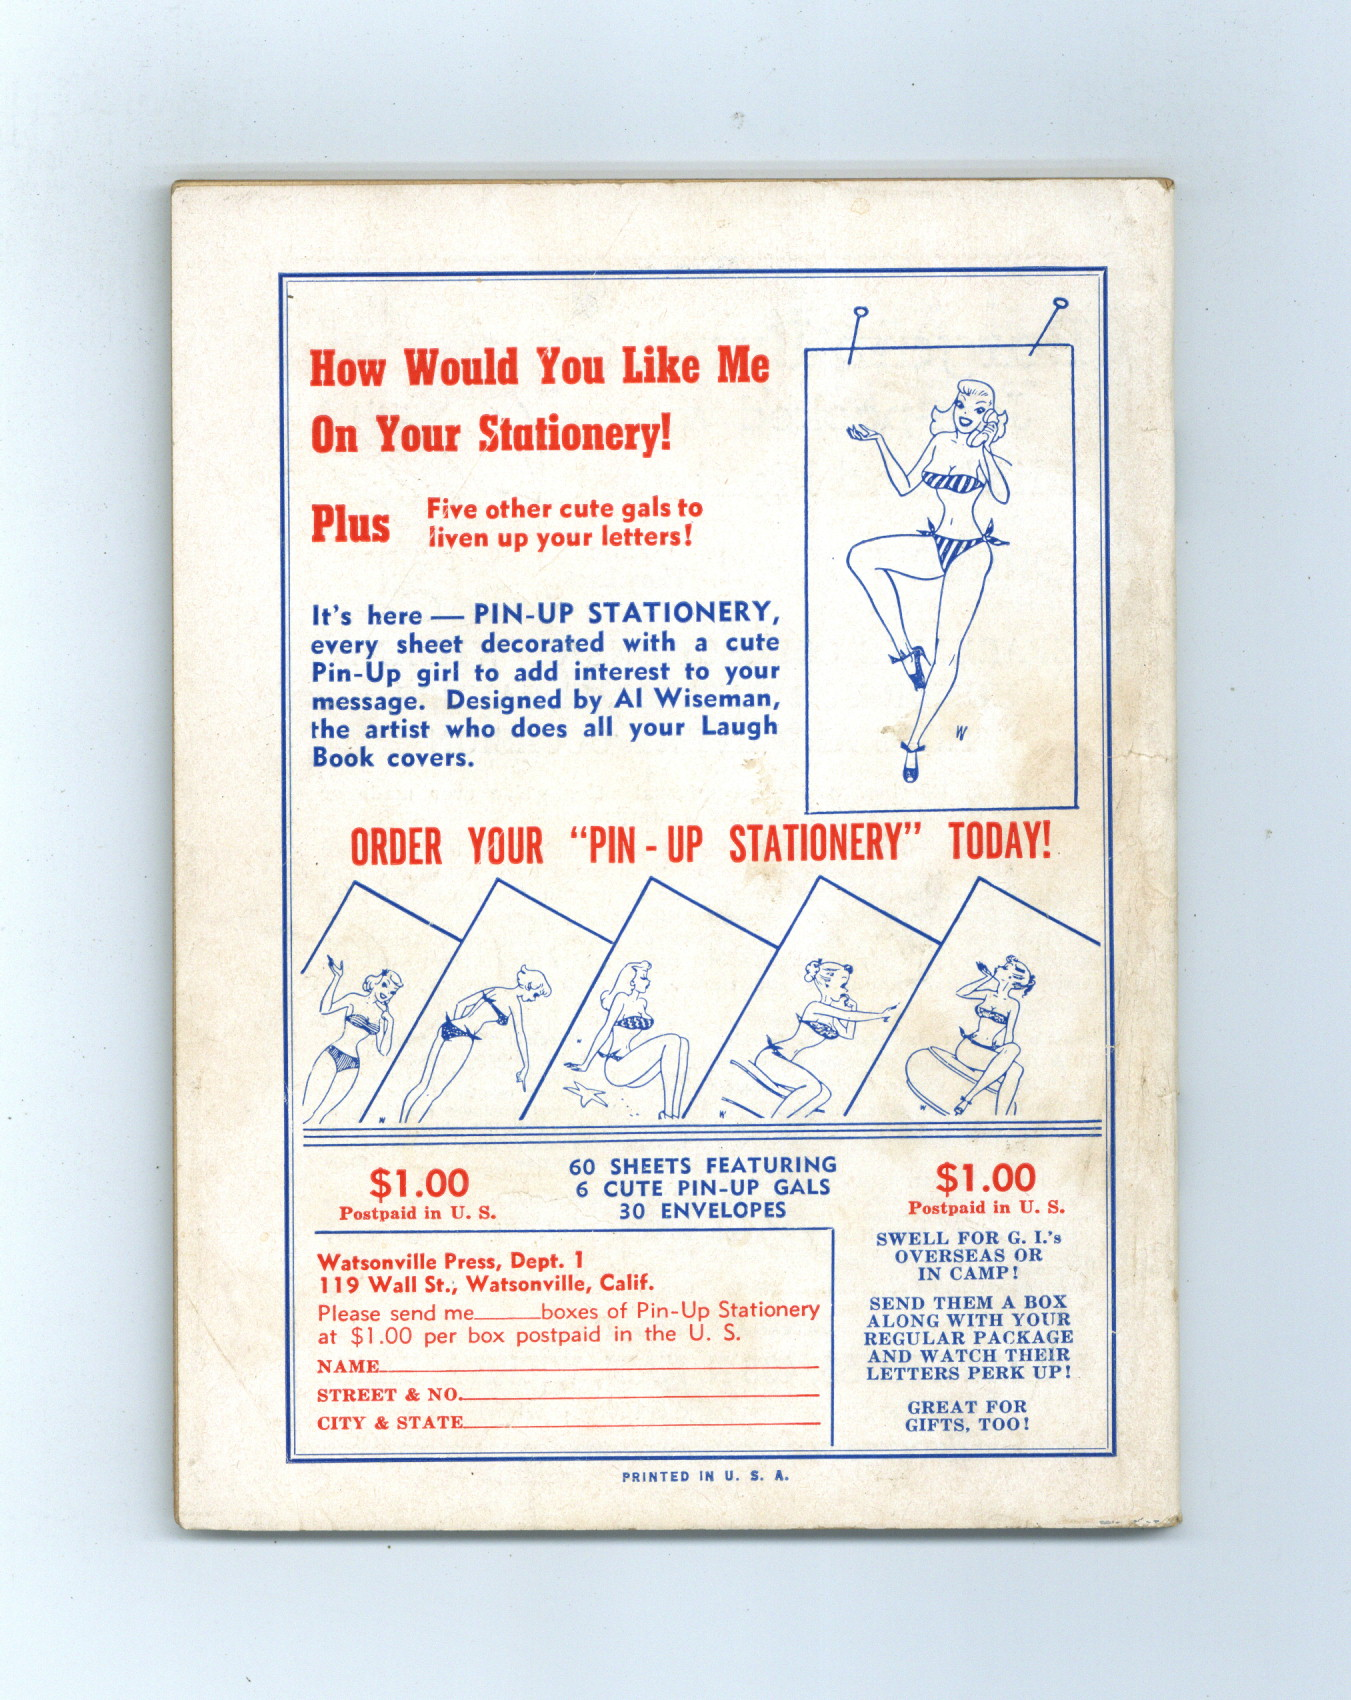 How Would You Like Me
On Your Stationery!
Plus
Five other cute gals to
liven up your letters!
It's here — PIN-UP STATIONERY,
every sheet decorated with a cute
Pin-Up girl to add interest to your
message. Designed by Al Wiseman,
the artist who does all your Laugh
Book covers.
W
ORDER YOUR "PIN-UP STATIONERY" TODAY!
W
W
W
W
$1.00
Postpaid in U. S.
60 SHEETS FEATURING
6 CUTE PIN-UP GALS
30 ENVELOPES
$1.00
Postpaid in U. S.
Watsonville Press, Dept. 1
119 Wall St., Watsonville, Calif.
Please send me_____boxes of Pin-Up Stationery
at $1.00 per box postpaid in the U. S.
NAME
STREET & NO.
CITY & STATE
SWELL FOR G. I.'s
OVERSEAS OR
IN CAMP!
SEND THEM A BOX
ALONG WITH YOUR
REGULAR PACKAGE
AND WATCH THEIR
LETTERS PERK UP!
GREAT FOR
GIFTS, TOO!
PRINTED IN U. S. A.